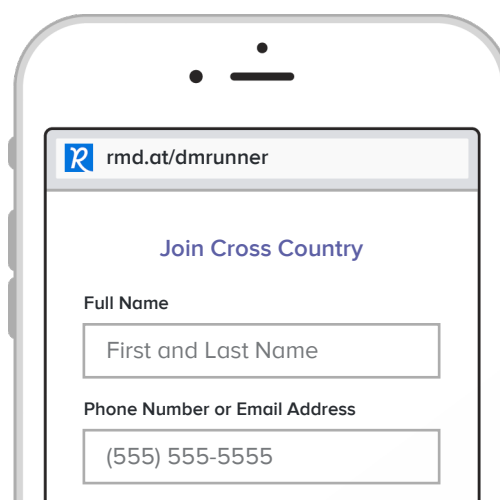 rmd.at/dmrunner
Join Cross Country
Full Name
First and Last Name
Phone Number or Email Address
(555) 555-5555